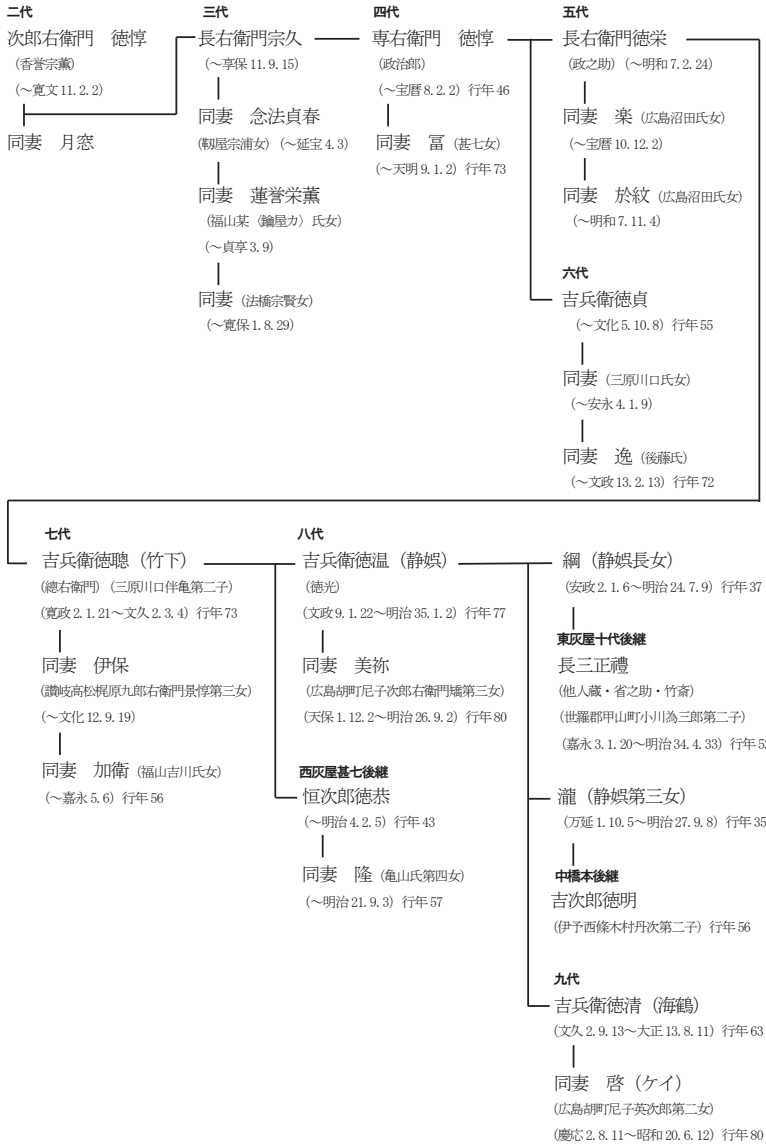 二代
次郎右衛門　徳惇
(香誉宗薫)
(〜寛文11.2.2)
同妻　月窓
三代
長右衛門宗久
(〜享保11.9.15)
同妻　念法貞春
(鞆屋宗浦女) (〜延宝4.3)
同妻　蓮誉栄薫
(福山某〈鑰屋カ〉氏女)
(〜貞享3.9)
同妻 (法橋宗賢女)
(〜寛保1.8.29)
四代
専右衛門　徳惇
(政治郎)
(〜宝暦8.2.2) 行年46
同妻　冨 (甚七女)
(〜天明9.1.2) 行年73
五代
長右衛門徳栄
(政之助) (〜明和7.2.24)
同妻　楽 (広島沼田氏女)
(〜宝暦10.12.2)
同妻　於紋 (広島沼田氏女)
(〜明和7.11.4)
六代
吉兵衛徳貞
(〜文化5.10.8) 行年55
同妻 (三原川口氏女)
(〜安永4.1.9)
同妻　逸 (後藤氏)
(〜文政13.2.13) 行年72
七代
吉兵衛徳聰（竹下）
(總右衛門) (三原川口伴亀第二子)
(寛政2.1.21〜文久2.3.4) 行年73
同妻　伊保
(讃岐高松梶原九郎右衛門景惇第三女)
(〜文化12.9.19)
同妻　加衛 (福山吉川氏女)
(〜嘉永5.6) 行年56
八代
吉兵衛徳温（静娯）
(徳光)
(文政9.1.22〜明治35.1.2) 行年77
同妻　美祢
(広島胡町尼子次郎右衛門矯第三女)
(天保1.12.2〜明治26.9.2) 行年80
西灰屋甚七後継
恒次郎徳恭
(〜明治4.2.5) 行年43
同妻　隆 (亀山氏第四女)
(〜明治21.9.3) 行年57
綱（静娯長女）
(安政2.1.6〜明治24.7.9) 行年37
東灰屋十代後継
長三正禮
(他人蔵・省之助・竹斎)
(世羅郡甲山町小川為三郎第二子)
(嘉永3.1.20〜明治34.4.33) 行年52
瀧（静娯第三女）
(万延1.10.5〜明治27.9.8) 行年35
中橋本後継
吉次郎徳明
(伊予西條木村丹次第二子) 行年56
九代
吉兵衛徳清（海鶴）
(文久2.9.13〜大正13.8.11) 行年63
同妻　啓（ケイ）
(広島胡町尼子英次郎第二女)
(慶応2.8.11〜昭和20.6.12) 行年80